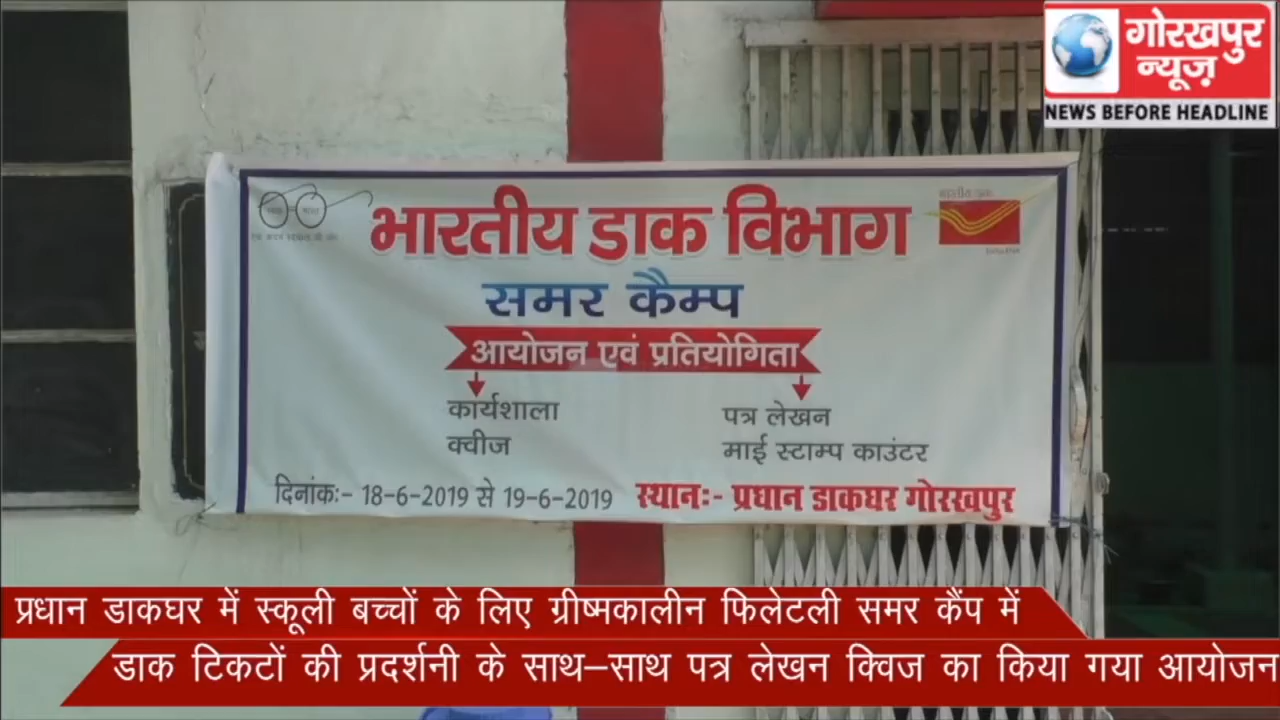 गोरखपुर
न्यूज़
NEWS BEFORE HEADLINE
भारतीय डाक
भारतीय डाक विभाग
समर कैम्प
आयोजन एवं प्रतियोगिता
कार्यशाला
पत्र लेखन
क्वीज
माई स्टाम्प काउंटर
दिनांकः- 18-6-2019 से 19-6-2019 स्थानः- प्रधान डाकघर गोरखपुर
प्रधान डाकघर में स्कूली बच्चों के लिए ग्रीष्मकालीन फिलेटली समर कैंप में
डाक टिकटों की प्रदर्शनी के साथ–साथ पत्र लेखन क्विज का किया गया आयोजन